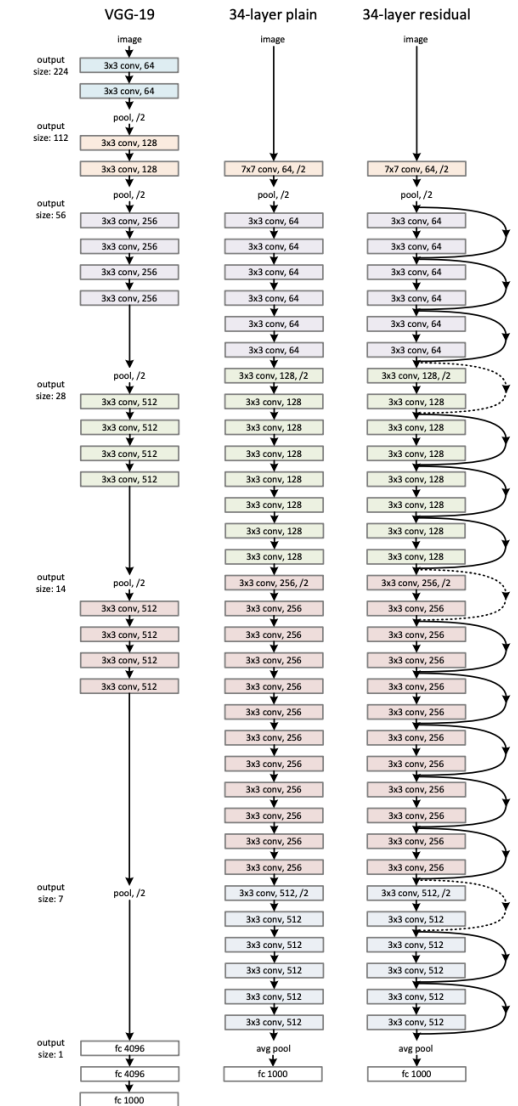 VGG-19
34-layer plain
34-layer residual
output
size: 224
output
size: 112
output
size: 56
output
size: 28
output
size: 14
output
size: 7
output
size: 1
image
3x3 conv, 64
3x3 conv, 64
pool, /2
3x3 conv, 128
3x3 conv, 128
pool, /2
3x3 conv, 256
3x3 conv, 256
3x3 conv, 256
3x3 conv, 256
pool, /2
3x3 conv, 512
3x3 conv, 512
3x3 conv, 512
3x3 conv, 512
pool, /2
3x3 conv, 512
3x3 conv, 512
3x3 conv, 512
3x3 conv, 512
pool, /2
fc 4096
fc 4096
fc 1000
image
7x7 conv, 64, /2
pool, /2
3x3 conv, 64
3x3 conv, 64
3x3 conv, 64
3x3 conv, 64
3x3 conv, 64
3x3 conv, 64
3x3 conv, 128, /2
3x3 conv, 128
3x3 conv, 128
3x3 conv, 128
3x3 conv, 128
3x3 conv, 128
3x3 conv, 128
3x3 conv, 128
3x3 conv, 256, /2
3x3 conv, 256
3x3 conv, 256
3x3 conv, 256
3x3 conv, 256
3x3 conv, 256
3x3 conv, 256
3x3 conv, 256
3x3 conv, 256
3x3 conv, 256
3x3 conv, 256
3x3 conv, 256
3x3 conv, 512, /2
3x3 conv, 512
3x3 conv, 512
3x3 conv, 512
3x3 conv, 512
3x3 conv, 512
avg pool
fc 1000
image
7x7 conv, 64, /2
pool, /2
3x3 conv, 64
3x3 conv, 64
3x3 conv, 64
3x3 conv, 64
3x3 conv, 64
3x3 conv, 64
3x3 conv, 128, /2
3x3 conv, 128
3x3 conv, 128
3x3 conv, 128
3x3 conv, 128
3x3 conv, 128
3x3 conv, 128
3x3 conv, 128
3x3 conv, 256, /2
3x3 conv, 256
3x3 conv, 256
3x3 conv, 256
3x3 conv, 256
3x3 conv, 256
3x3 conv, 256
3x3 conv, 256
3x3 conv, 256
3x3 conv, 256
3x3 conv, 256
3x3 conv, 256
3x3 conv, 512, /2
3x3 conv, 512
3x3 conv, 512
3x3 conv, 512
3x3 conv, 512
3x3 conv, 512
avg pool
fc 1000